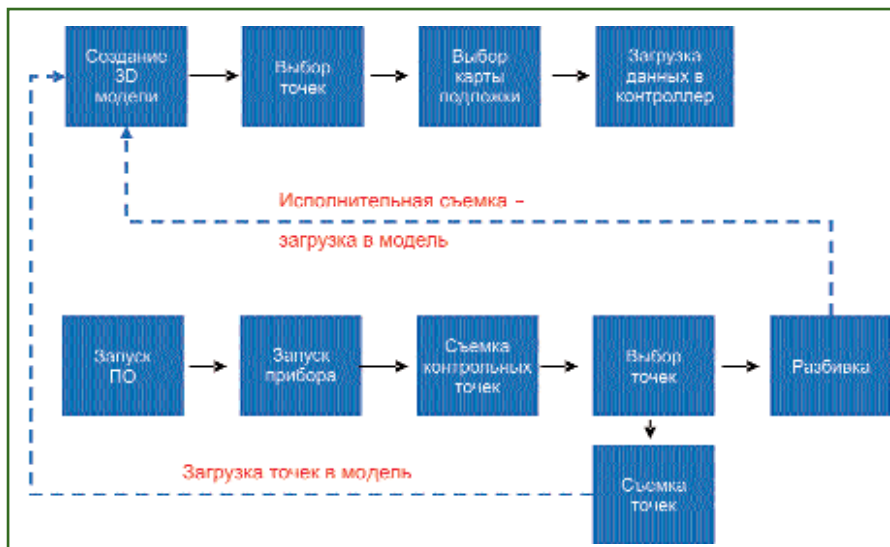 Создание
3D
модели
Выбор
точек
Выбор
карты
подложки
Загрузка
данных в
контроллер
Исполнительная съемка –
загрузка в модель
Запуск
ПО
Запуск
прибора
Съемка
контрольных
точек
Выбор
точек
Разбивка
Загрузка точек в модель
Съемка
точек